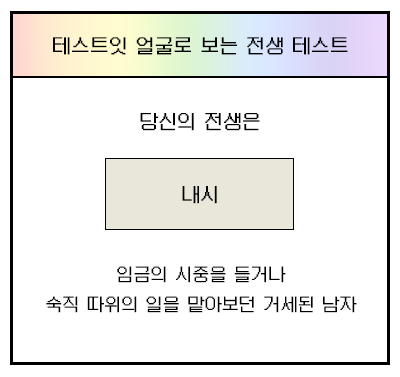 테스트잇 얼굴로 보는 전생 테스트
당신의 전생은
내시
임금의 시중을 들거나
숙직 따위의 일을 맡아보던 거세된 남자